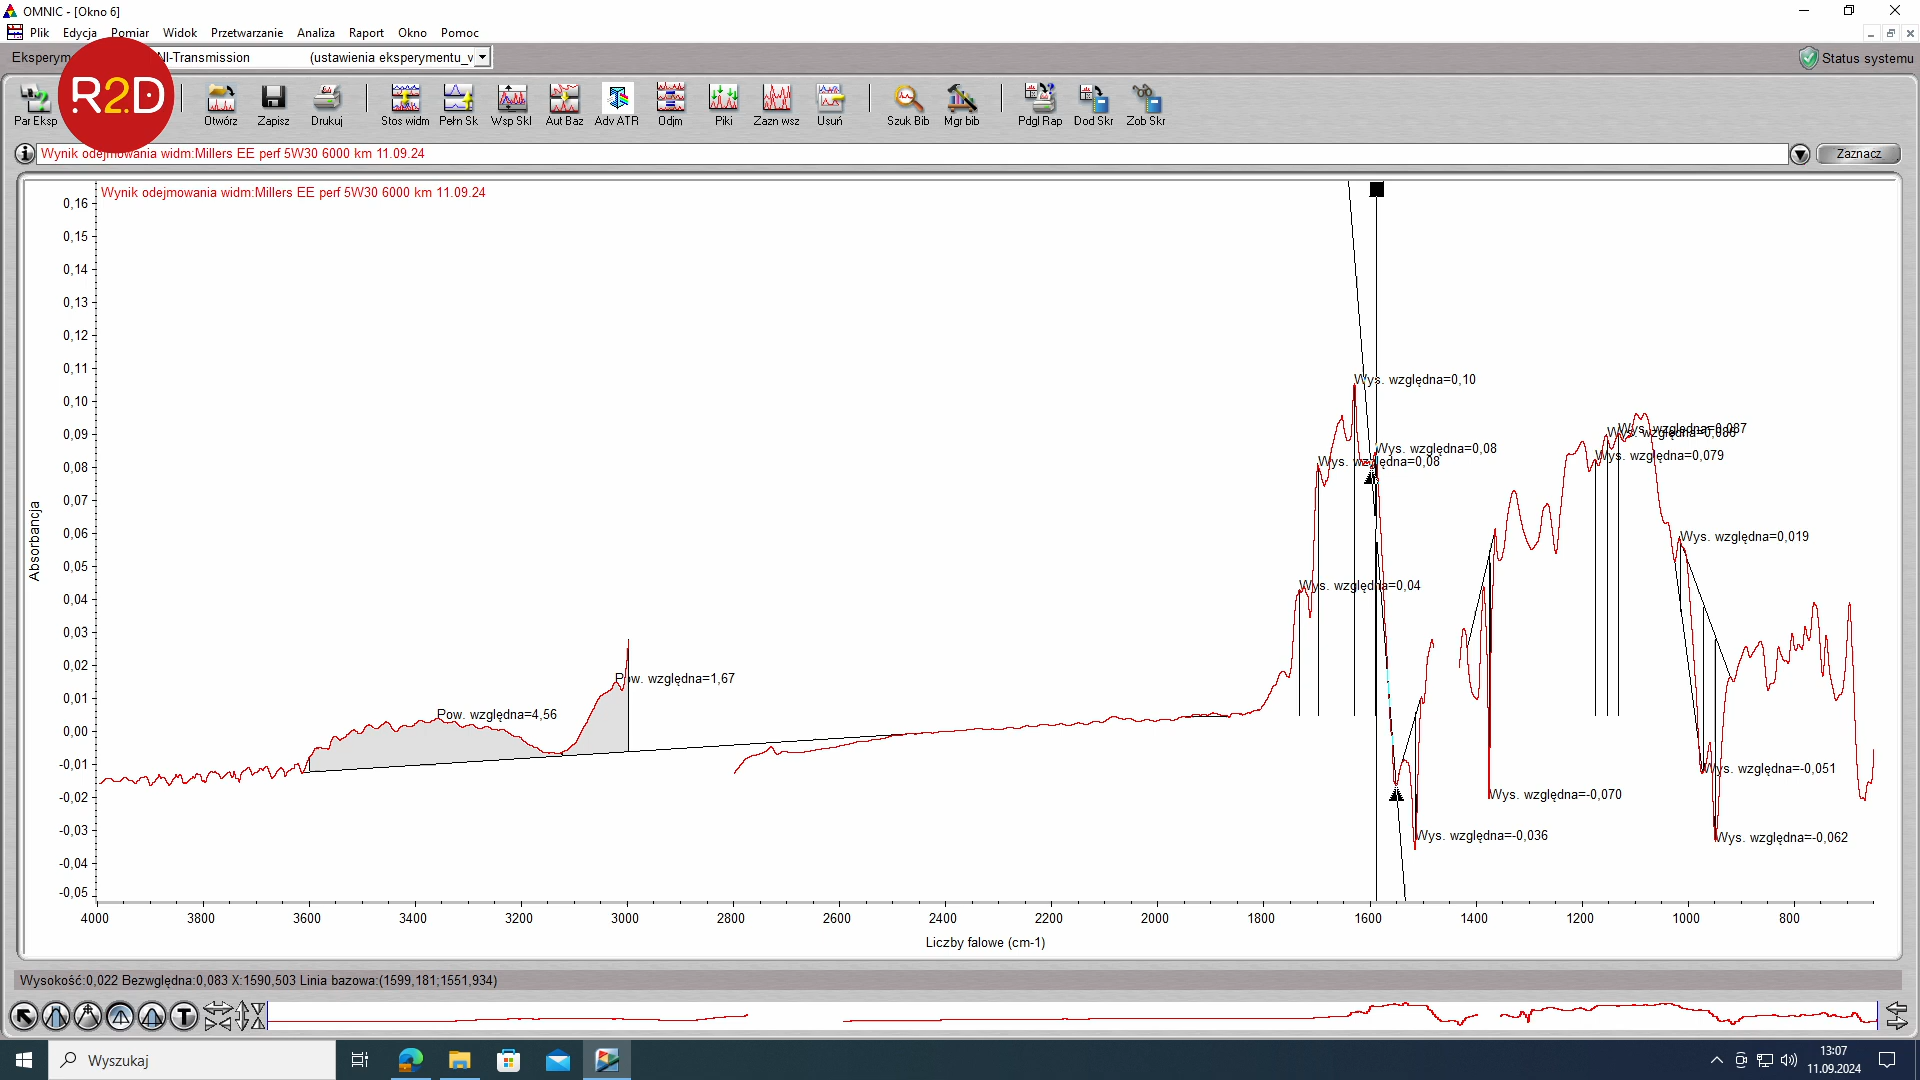 OMNIC - [Okno 6]
Plik Edycja Pomiar Widok Przetwarzanie Analiza Raport Okno Pomoc
Eksperym NI-Transmission (ustawienia eksperymentu_v
Status systemu
R2D
Par Eksp Otwórz Zapisz Drukuj Stos widm Pełn Sk Wsp Skl Aut Baz Adv ATR Odjm Piki Zazn wsz Usuń Szuk Bib Mgr bib Pdgl Rap Dod Skr Zob Skr
Wynik odejmowania widm:Millers EE perf 5W30 6000 km 11.09.24
Zaznacz
Wynik odejmowania widm:Millers EE perf 5W30 6000 km 11.09.24
0,16
0,15
0,14
0,13
0,12
0,11
0,10
0,09
0,08
0,07
0,06
0,05
0,04
0,03
0,02
0,01
0,00
-0,01
-0,02
-0,03
-0,04
-0,05
Absorbancja
Wys. względna=0,10
Wys. względna=0,08
Wys. względna=0,08
Wys. względna=0,04
Wys. względna=0,087
Wys. względna=0,086
Wys. względna=0,079
Wys. względna=0,019
Pow. względna=1,67
Pow. względna=4,56
Wys. względna=-0,051
Wys. względna=-0,070
Wys. względna=-0,036
Wys. względna=-0,062
4000 3800 3600 3400 3200 3000 2800 2600 2400 2200 2000 1800 1600 1400 1200 1000 800
Liczby falowe (cm-1)
Wysokość:0,022 Bezwględna:0,083 X:1590,503 Linia bazowa:(1599,181;1551,934)
T
Wyszukaj
13:07
11.09.2024